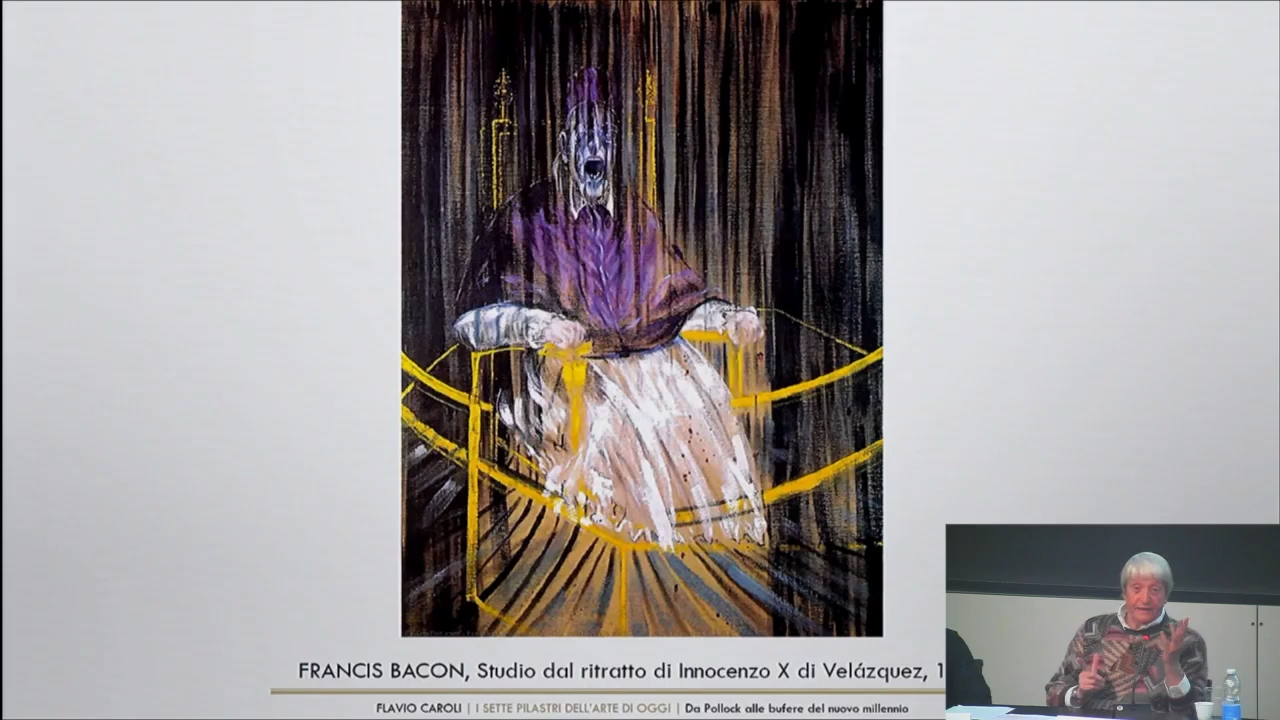 FRANCIS BACON, Studio dal ritratto di Innocenzo X di Velázquez, 1
FLAVIO CAROLI | I SETTE PILASTRI DELL'ARTE DI OGGI | Da Pollock alle bufere del nuovo millennio